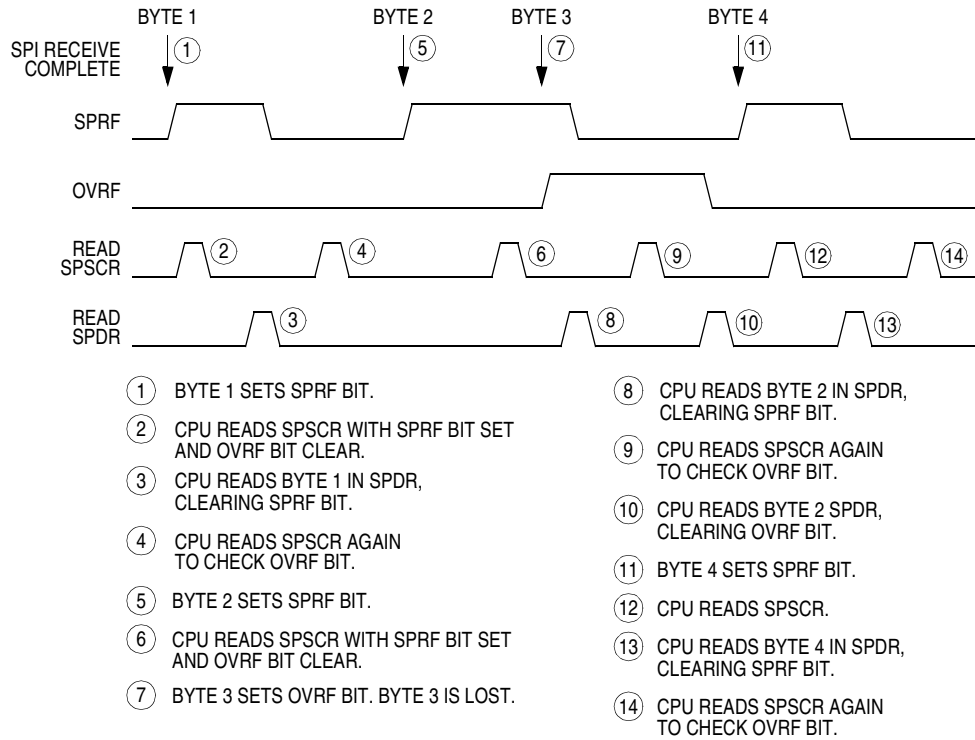 BYTE 1 BYTE 2 BYTE 3 BYTE 4
SPI RECEIVE
COMPLETE
1 5 7 11
SPRF
OVRF
READ
SPSCR
2 4 6 9 12 14
READ
SPDR
3 8 10 13
1 BYTE 1 SETS SPRF BIT.
2 CPU READS SPSCR WITH SPRF BIT SET
AND OVRF BIT CLEAR.
3 CPU READS BYTE 1 IN SPDR,
CLEARING SPRF BIT.
4 CPU READS SPSCR AGAIN
TO CHECK OVRF BIT.
5 BYTE 2 SETS SPRF BIT.
6 CPU READS SPSCR WITH SPRF BIT SET
AND OVRF BIT CLEAR.
7 BYTE 3 SETS OVRF BIT. BYTE 3 IS LOST.
8 CPU READS BYTE 2 IN SPDR,
CLEARING SPRF BIT.
9 CPU READS SPSCR AGAIN
TO CHECK OVRF BIT.
10 CPU READS BYTE 2 SPDR,
CLEARING OVRF BIT.
11 BYTE 4 SETS SPRF BIT.
12 CPU READS SPSCR.
13 CPU READS BYTE 4 IN SPDR,
CLEARING SPRF BIT.
14 CPU READS SPSCR AGAIN
TO CHECK OVRF BIT.